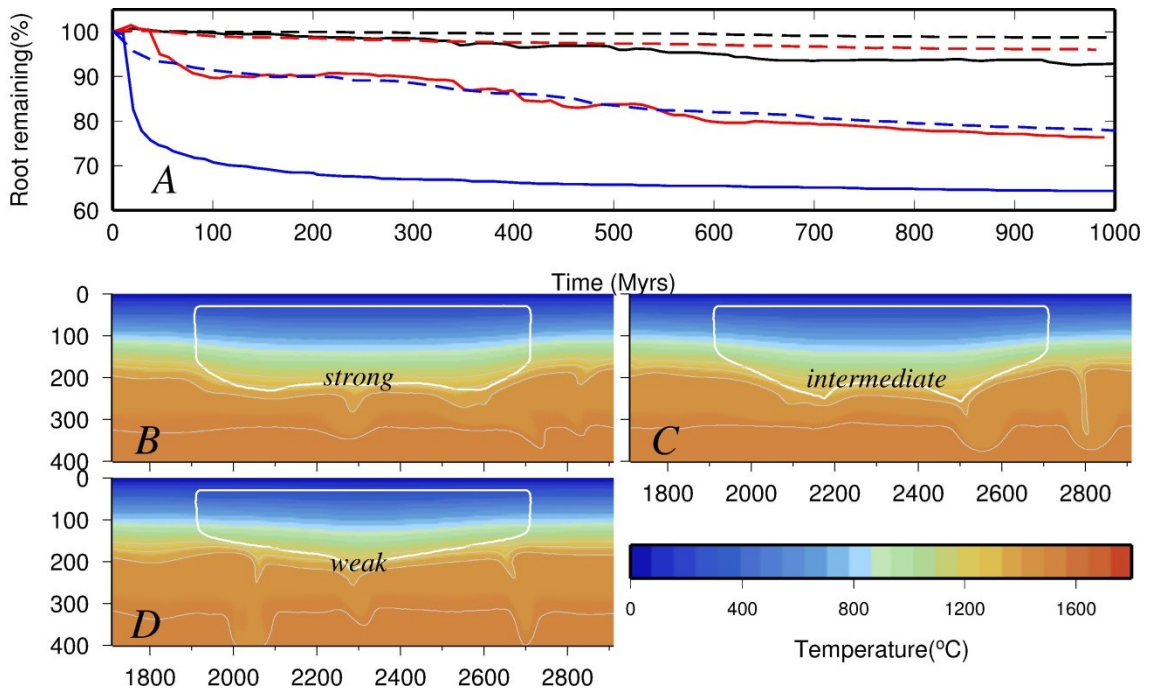 Root remaining(%)
100
90
80
70
60
A
0 100 200 300 400 500 600 700 800 900 1000
Time (Myrs)
0
100
200
300
400
strong
B
0
100
200
300
400
intermediate
C
1800 2000 2200 2400 2600 2800
0
100
200
300
400
weak
D
1800 2000 2200 2400 2600 2800
0 400 800 1200 1600
Temperature(ºC)